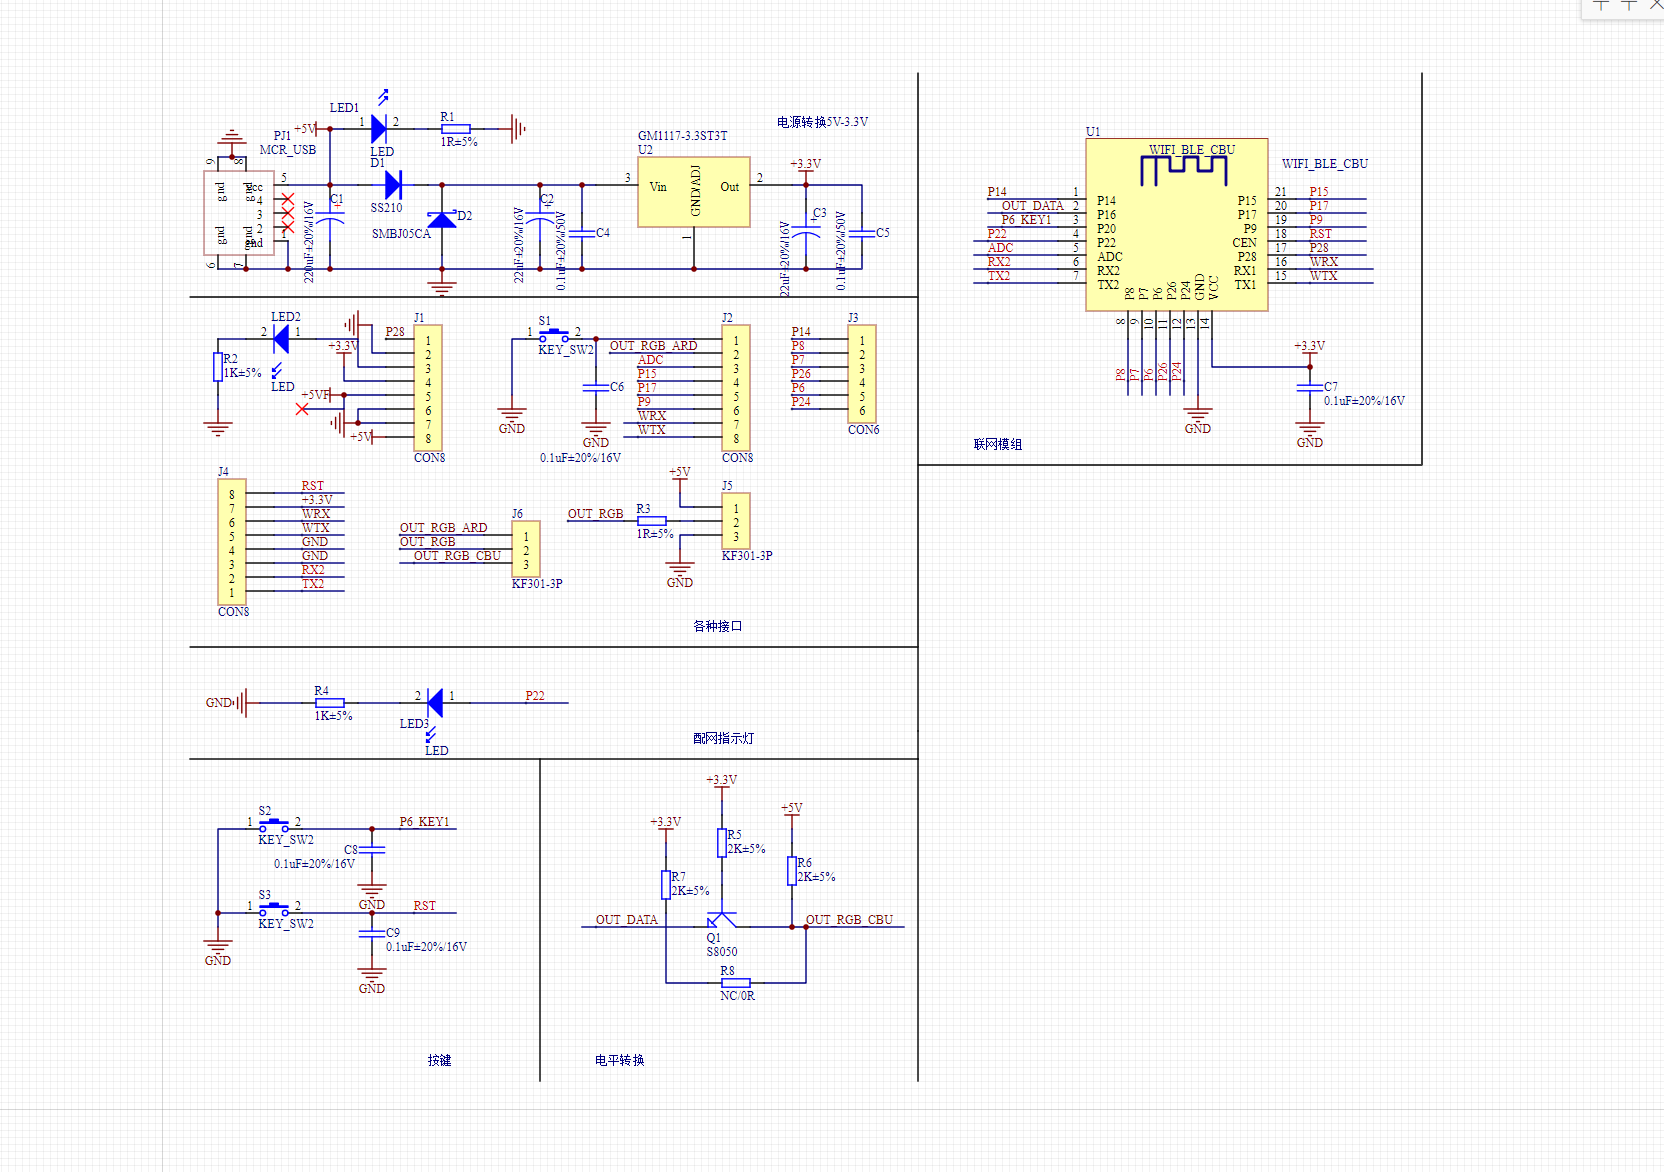 LED1
1
2
LED
R1
1R±5%
+5V
PJ1
MCR_USB
9
8
gnd
gnd
vcc
5
4
3
2
1
gnd
gnd
gnd
6
7
D1
SS210
C1
+
220uF±20%/16V
D2
SMBJ05CA
C2
+
22uF±20%/16V
C4
0.1uF±20%/50V
GM1117-3.3ST3T
U2
3
Vin
GND/ADJ
Out
2
1
电源转换5V-3.3V
+3.3V
C3
+
22uF±20%/16V
C5
0.1uF±20%/50V
LED2
2
1
LED
R2
1K±5%
+3.3V
+5VF
+5V
P28
J1
1
2
3
4
5
6
7
8
CON8
S1
1
2
KEY_SW2
C6
GND
GND
0.1uF±20%/16V
J2
OUT_RGB_ARD
ADC
P15
P17
P9
WRX
WTX
1
2
3
4
5
6
7
8
CON8
J3
P14
P8
P7
P26
P6
P24
1
2
3
4
5
6
CON6
J4
8
7
6
5
4
3
2
1
RST
+3.3V
WRX
WTX
GND
GND
RX2
TX2
CON8
J6
OUT_RGB_ARD
OUT_RGB
OUT_RGB_CBU
1
2
3
KF301-3P
+5V
OUT_RGB
R3
1R±5%
GND
J5
1
2
3
KF301-3P
各种接口
GND
R4
1K±5%
2
1
LED3
LED
P22
配网指示灯
S2
1
2
KEY_SW2
P6_KEY1
C8
0.1uF±20%/16V
GND
S3
1
2
KEY_SW2
RST
C9
0.1uF±20%/16V
GND
GND
按键
+3.3V
+3.3V
+5V
R5
2K±5%
R7
2K±5%
R6
2K±5%
OUT_DATA
OUT_RGB_CBU
Q1
S8050
R8
NC/0R
电平转换
U1
WIFI_BLE_CBU
WIFI_BLE_CBU
P14 1 P14
OUT_DATA 2 P16
P6_KEY1 3 P20
P22 4 P22
ADC 5 ADC
RX2 6 RX2
TX2 7 TX2
P15 21 P15
P17 20 P17
P9 19 P9
CEN 18 RST
P28 17 P28
RX1 16 WRX
TX1 15 WTX
P8 P7 P6 P26 P24 GND VCC
8 9 10 11 12 13 14
P8 P7 P6 P26 P24
GND
+3.3V
C7
0.1uF±20%/16V
GND
联网模组